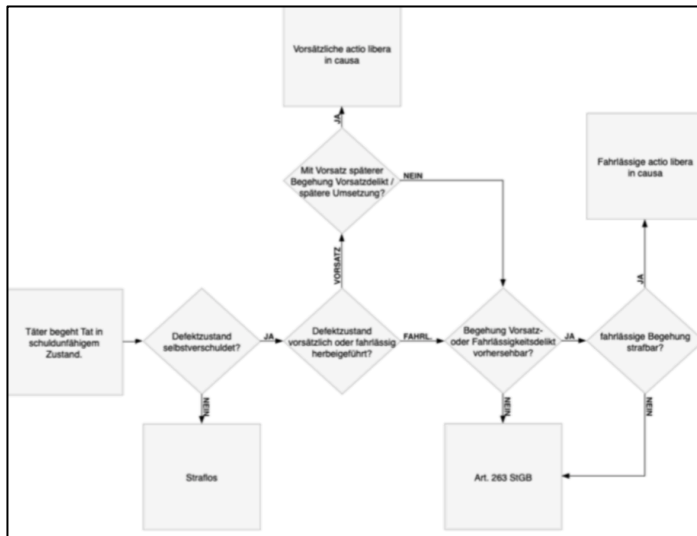 Vorsätzliche actio libera
in causa
JA
Mit Vorsatz späterer
Begehung Vorsatzdelikt /
spätere Umsetzung?
NEIN
Fahrlässige actio libera
in causa
VORSATZ
JA
Täter begeht Tat in
schuldunfähigem
Zustand.
Defektzustand
selbstverschuldet?
JA
Defektzustand
vorsätzlich oder fahrlässig
herbeigeführt?
FAHRL.
Begehung Vorsatz-
oder Fahrlässigkeitsdelikt
vorhersehbar?
JA
fahrlässige Begehung
strafbar?
NEIN
NEIN
NEIN
Straflos
Art. 263 StGB